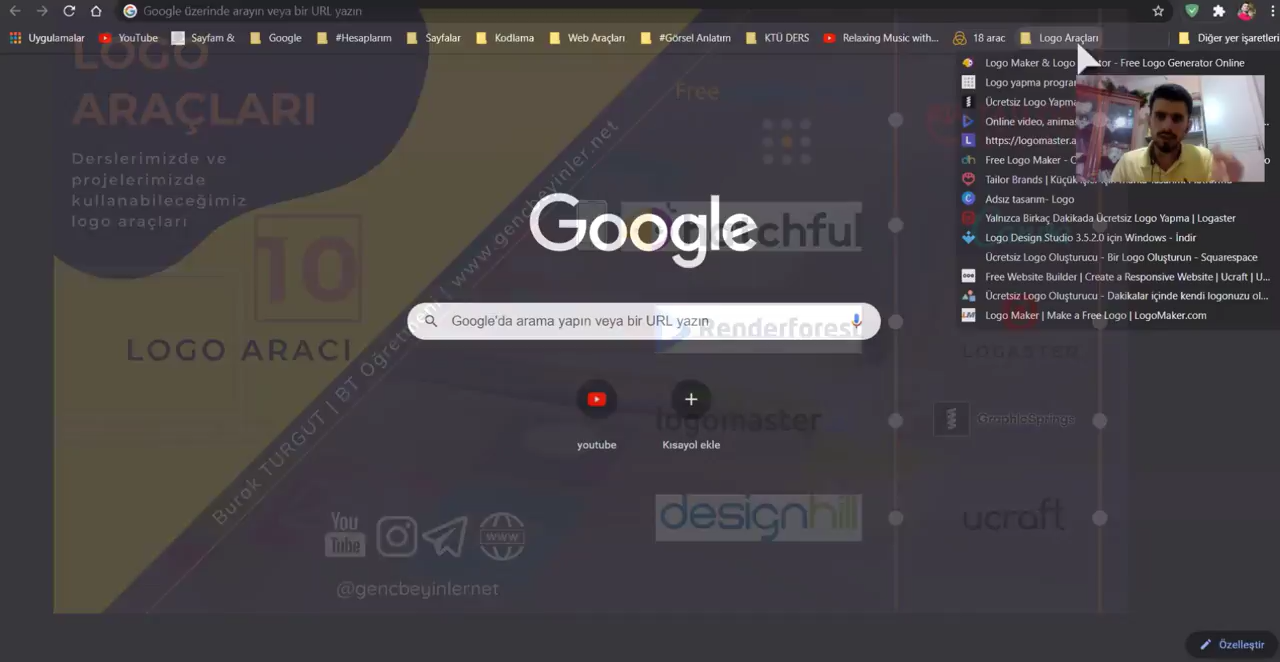 Google üzerinde arayın veya bir URL yazın
Uygulamalar
YouTube
Sayfam &
Google
#Hesaplarım
Sayfalar
Kodlama
Web Araçları
#Görsel Anlatım
KTÜ DERS
Relaxing Music with...
18 arac
Logo Araçları
Diğer yer işaretleri
Logo Maker & Logo
tor - Free Logo Generator Online
Logo yapma
Ücretsiz Logo Yapma
Online video,
https://logomaster.a
Free Logo Maker -
Tailor Brands | Küçük
Adsız tasarım- Logo
Yalnızca Birkaç Dakikada Ücretsiz Logo Yapma | Logaster
Logo Design Studio 3.5.2.0 için Windows - İndir
Ücretsiz Logo Oluşturucu - Bir Logo Oluşturun - Squarespace
Free Website Builder | Create a Responsive Website | Ucraft | U...
Ücretsiz Logo Oluşturucu - Dakikalar içinde kendi logonuzu ol...
Logo Maker | Make a Free Logo | LogoMaker.com
LOGO
ARAÇLARI
Derslerimizde ve
projelerimizde
kullanabileceğimiz
logo araçları
10
LOGO ARACI
Burak TURGUT | BT Öğretmeni | www.gencbeyinler.net
Free
Google
hful
Google'da arama yapın veya bir URL yazın
Renderforest
LOGASTER
youtube
Kısayol ekle
logomaster
GraphicSprings
designhill
ucraft
You
Tube
www
@gencbeyinlernet
Özelleştir